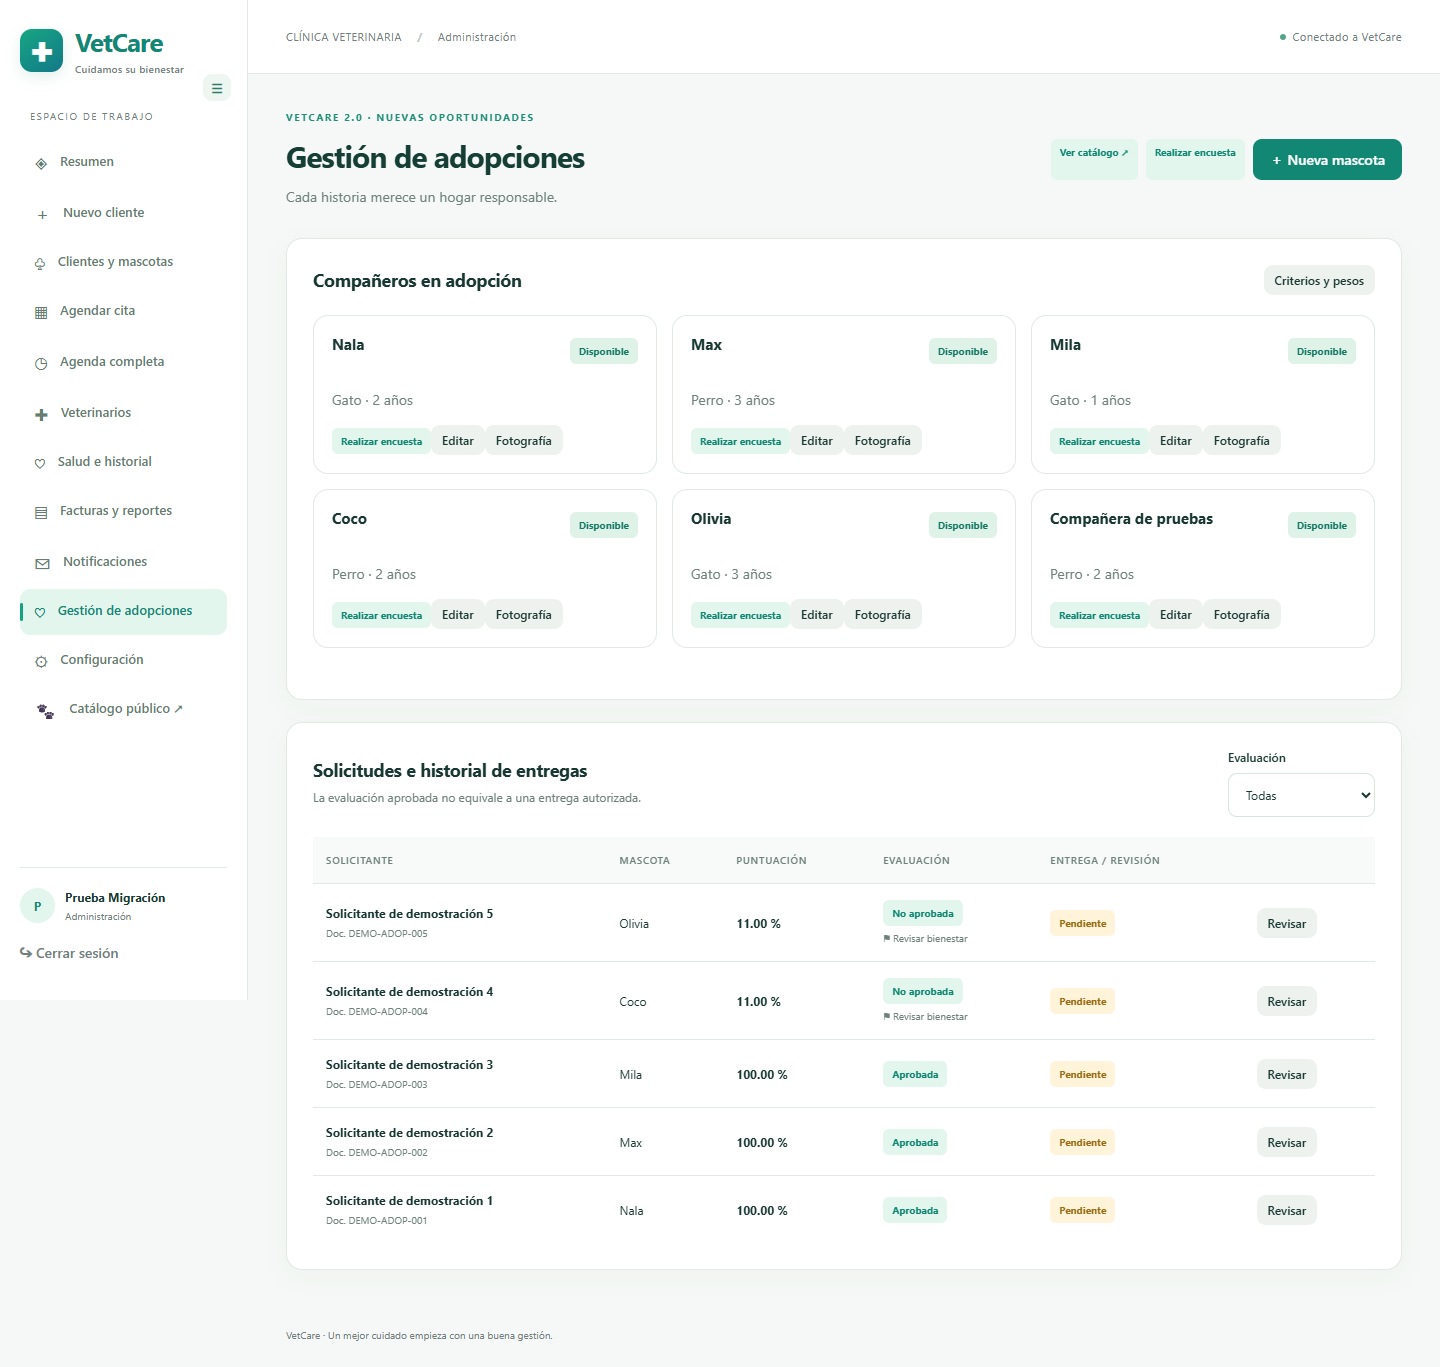 VetCare
Cuidamos su bienestar
☰
ESPACIO DE TRABAJO
Resumen
+ Nuevo cliente
Clientes y mascotas
Agendar cita
Agenda completa
Veterinarios
Salud e historial
Facturas y reportes
Notificaciones
Gestión de adopciones
Configuración
Catálogo público ↗
P
Prueba Migración
Administración
↪ Cerrar sesión
CLÍNICA VETERINARIA / Administración
Conectado a VetCare
VETCARE 2.0 · NUEVAS OPORTUNIDADES
Gestión de adopciones
Cada historia merece un hogar responsable.
Ver catálogo ↗ Realizar encuesta + Nueva mascota
Compañeros en adopción
Criterios y pesos
Nala Disponible
Gato · 2 años
Realizar encuesta Editar Fotografía
Max Disponible
Perro · 3 años
Realizar encuesta Editar Fotografía
Mila Disponible
Gato · 1 años
Realizar encuesta Editar Fotografía
Coco Disponible
Perro · 2 años
Realizar encuesta Editar Fotografía
Olivia Disponible
Gato · 3 años
Realizar encuesta Editar Fotografía
Compañera de pruebas Disponible
Perro · 2 años
Realizar encuesta Editar Fotografía
Solicitudes e historial de entregas
La evaluación aprobada no equivale a una entrega autorizada.
Evaluación
Todas
SOLICITANTE MASCOTA PUNTUACIÓN EVALUACIÓN ENTREGA / REVISIÓN
Solicitante de demostración 5
Doc. DEMO-ADOP-005
Olivia 11.00 % No aprobada
⚑ Revisar bienestar
Pendiente Revisar
Solicitante de demostración 4
Doc. DEMO-ADOP-004
Coco 11.00 % No aprobada
⚑ Revisar bienestar
Pendiente Revisar
Solicitante de demostración 3
Doc. DEMO-ADOP-003
Mila 100.00 % Aprobada Pendiente Revisar
Solicitante de demostración 2
Doc. DEMO-ADOP-002
Max 100.00 % Aprobada Pendiente Revisar
Solicitante de demostración 1
Doc. DEMO-ADOP-001
Nala 100.00 % Aprobada Pendiente Revisar
VetCare · Un mejor cuidado empieza con una buena gestión.